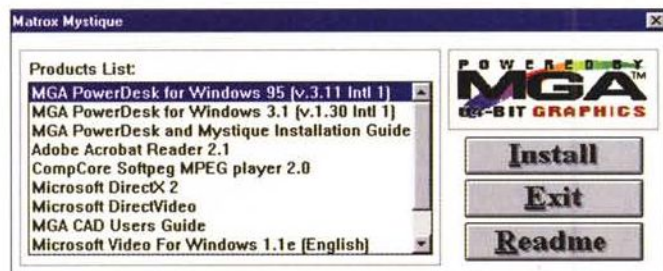 Matrox Mystique
Products List:
MGA PowerDesk for Windows 95 (v.3.11 Intl 1)
MGA PowerDesk for Windows 3.1 (v.1.30 Intl 1)
MGA PowerDesk and Mystique Installation Guide
Adobe Acrobat Reader 2.1
CompCore Softpeg MPEG player 2.0
Microsoft DirectX 2
Microsoft DirectVideo
MGA CAD Users Guide
Microsoft Video For Windows 1.1e (English)
POWERED BY
MGA™
64-BIT GRAPHICS
Install
Exit
Readme